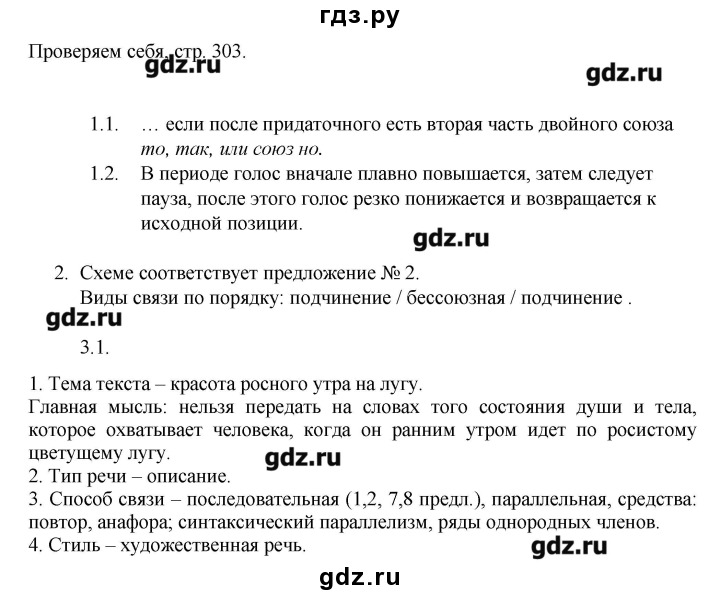 гдз.ру
Проверяем себя, стр. 303.
gdz.ru
gdz.ru
1.1. … если после придаточного есть вторая часть двойного союза
то, так, или союз но.
1.2. В периоде голос вначале плавно повышается, затем следует
пауза, после этого голос резко понижается и возвращается к
исходной позиции.
gdz.ru
2. Схеме соответствует предложение № 2.
Виды связи по порядку: подчинение / бессоюзная / подчинение .
gdz.ru
3.1.
1. Тема текста – красота росного утра на лугу.
Главная мысль: нельзя передать на словах того состояния души и тела,
которое охватывает человека, когда он ранним утром идет по росистому
цветущему лугу.
gdz.ru
2. Тип речи – описание.
3. Способ связи – последовательная (1,2, 7,8 предл.), параллельная, средства:
повтор, анафора; синтаксический параллелизм, ряды однородных членов.
4. Стиль – художественная речь.
gdz.ru
gdz.ru